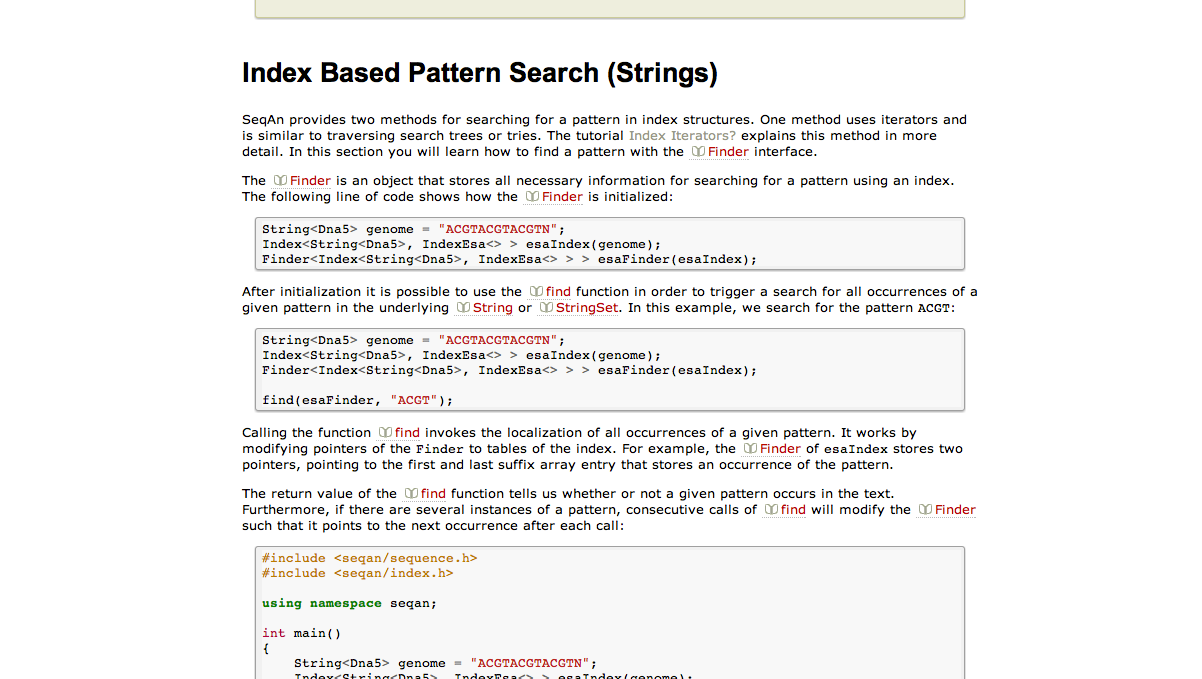 Index Based Pattern Search (Strings)
SeqAn provides two methods for searching for a pattern in index structures. One method uses iterators and
is similar to traversing search trees or tries. The tutorial Index Iterators? explains this method in more
detail. In this section you will learn how to find a pattern with the Finder interface.
The Finder is an object that stores all necessary information for searching for a pattern using an index.
The following line of code shows how the Finder is initialized:
String<Dna5> genome = "ACGTACGTACGTN";
Index<String<Dna5>, IndexEsa<> > esaIndex(genome);
Finder<Index<String<Dna5>, IndexEsa<> > > esaFinder(esaIndex);
After initialization it is possible to use the find function in order to trigger a search for all occurrences of a
given pattern in the underlying String or StringSet. In this example, we search for the pattern ACGT:
String<Dna5> genome = "ACGTACGTACGTN";
Index<String<Dna5>, IndexEsa<> > esaIndex(genome);
Finder<Index<String<Dna5>, IndexEsa<> > > esaFinder(esaIndex);
find(esaFinder, "ACGT");
Calling the function find invokes the localization of all occurrences of a given pattern. It works by
modifying pointers of the Finder to tables of the index. For example, the Finder of esaIndex stores two
pointers, pointing to the first and last suffix array entry that stores an occurrence of the pattern.
The return value of the find function tells us whether or not a given pattern occurs in the text.
Furthermore, if there are several instances of a pattern, consecutive calls of find will modify the Finder
such that it points to the next occurrence after each call:
#include <seqan/sequence.h>
#include <seqan/index.h>
using namespace seqan;
int main()
{
String<Dna5> genome = "ACGTACGTACGTN";
Index<String<Dna5>, IndexEsa<> > esaIndex(genome);